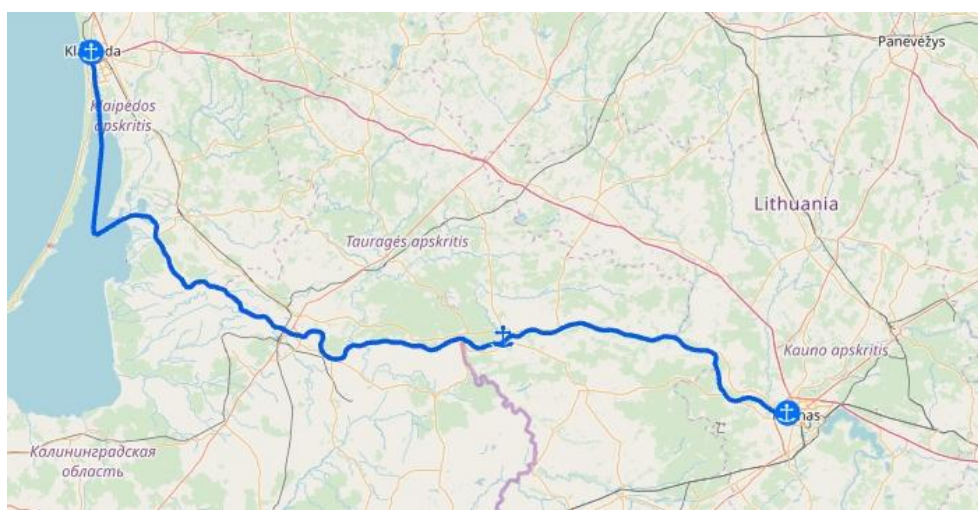 Panevėžys
Klaipėdos
apskritis
Lithuania
Tauragės apskritis
Kauno apskritis
Калининградская
область